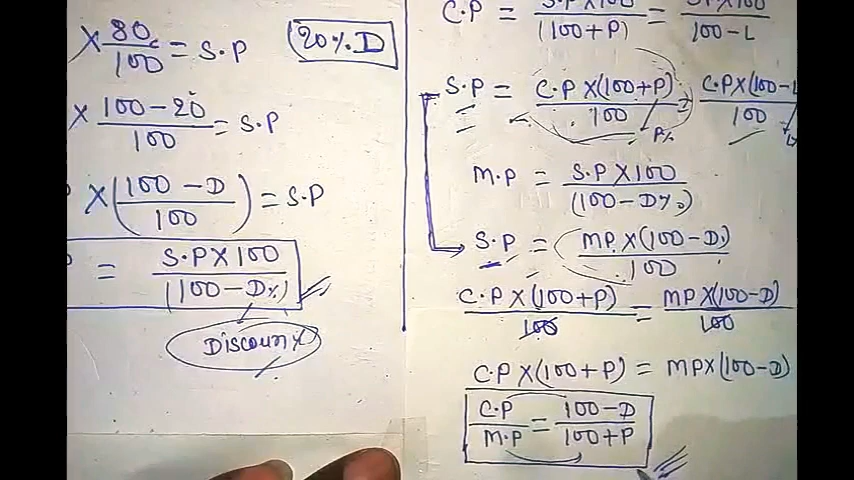 × 80/100 = S.P (20%.D)
× 100-20/100 = S.P
×(100-D/100) = S.P
= S.P×100/(100-D%)
Discount
C.P = S.P×100/(100+P) = S.P×100/100-L
S.P = C.P×(100+P)/100 = C.P×(100-L)/100
P%
M.P = S.P×100/(100-D%)
S.P = M.P×(100-D)/100
C.P×(100+P)/100 = MP×(100-D)/100
C.P×(100+P) = MP×(100-D)
C.P/M.P = 100-D/100+P